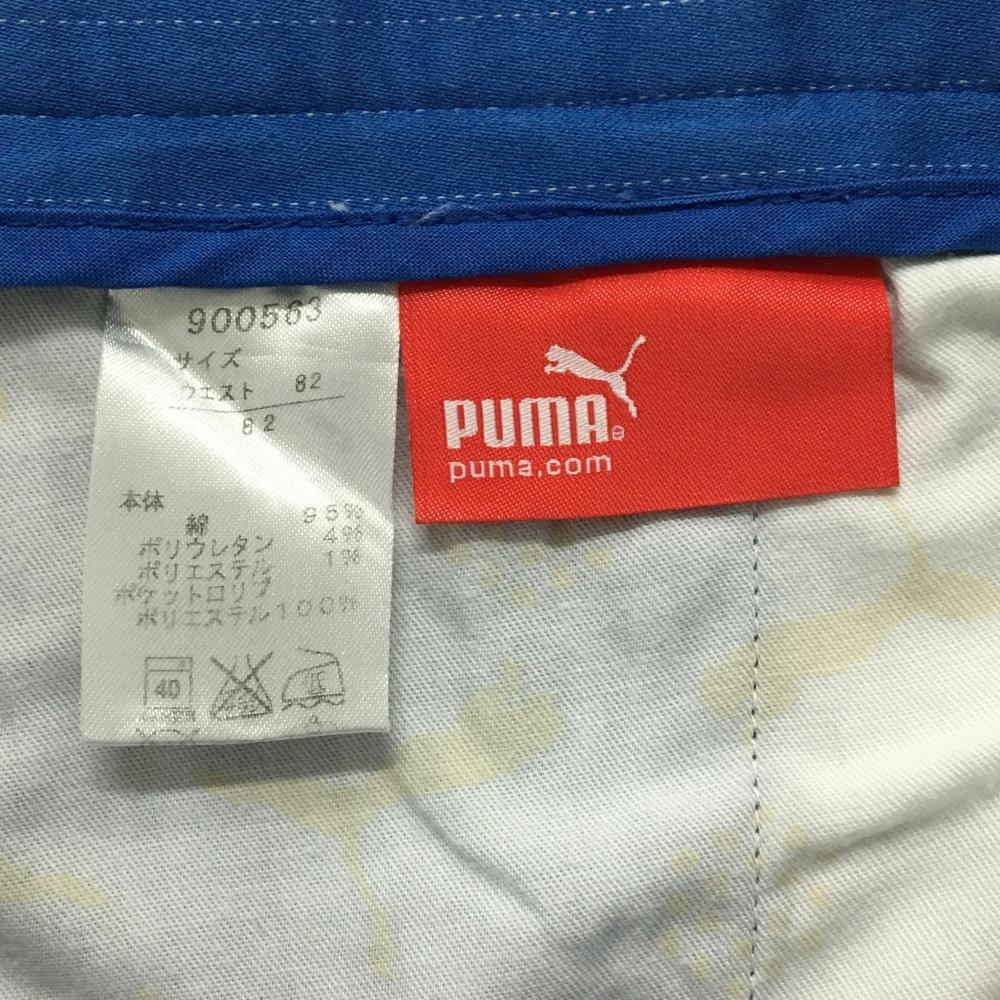 900563
サイズ
ウエスト 82
82
本体
綿 95%
ポリウレタン 4%
ポリエステル 1%
ポケットロリブ
ポリエステル100%
40
PUMA
puma.com